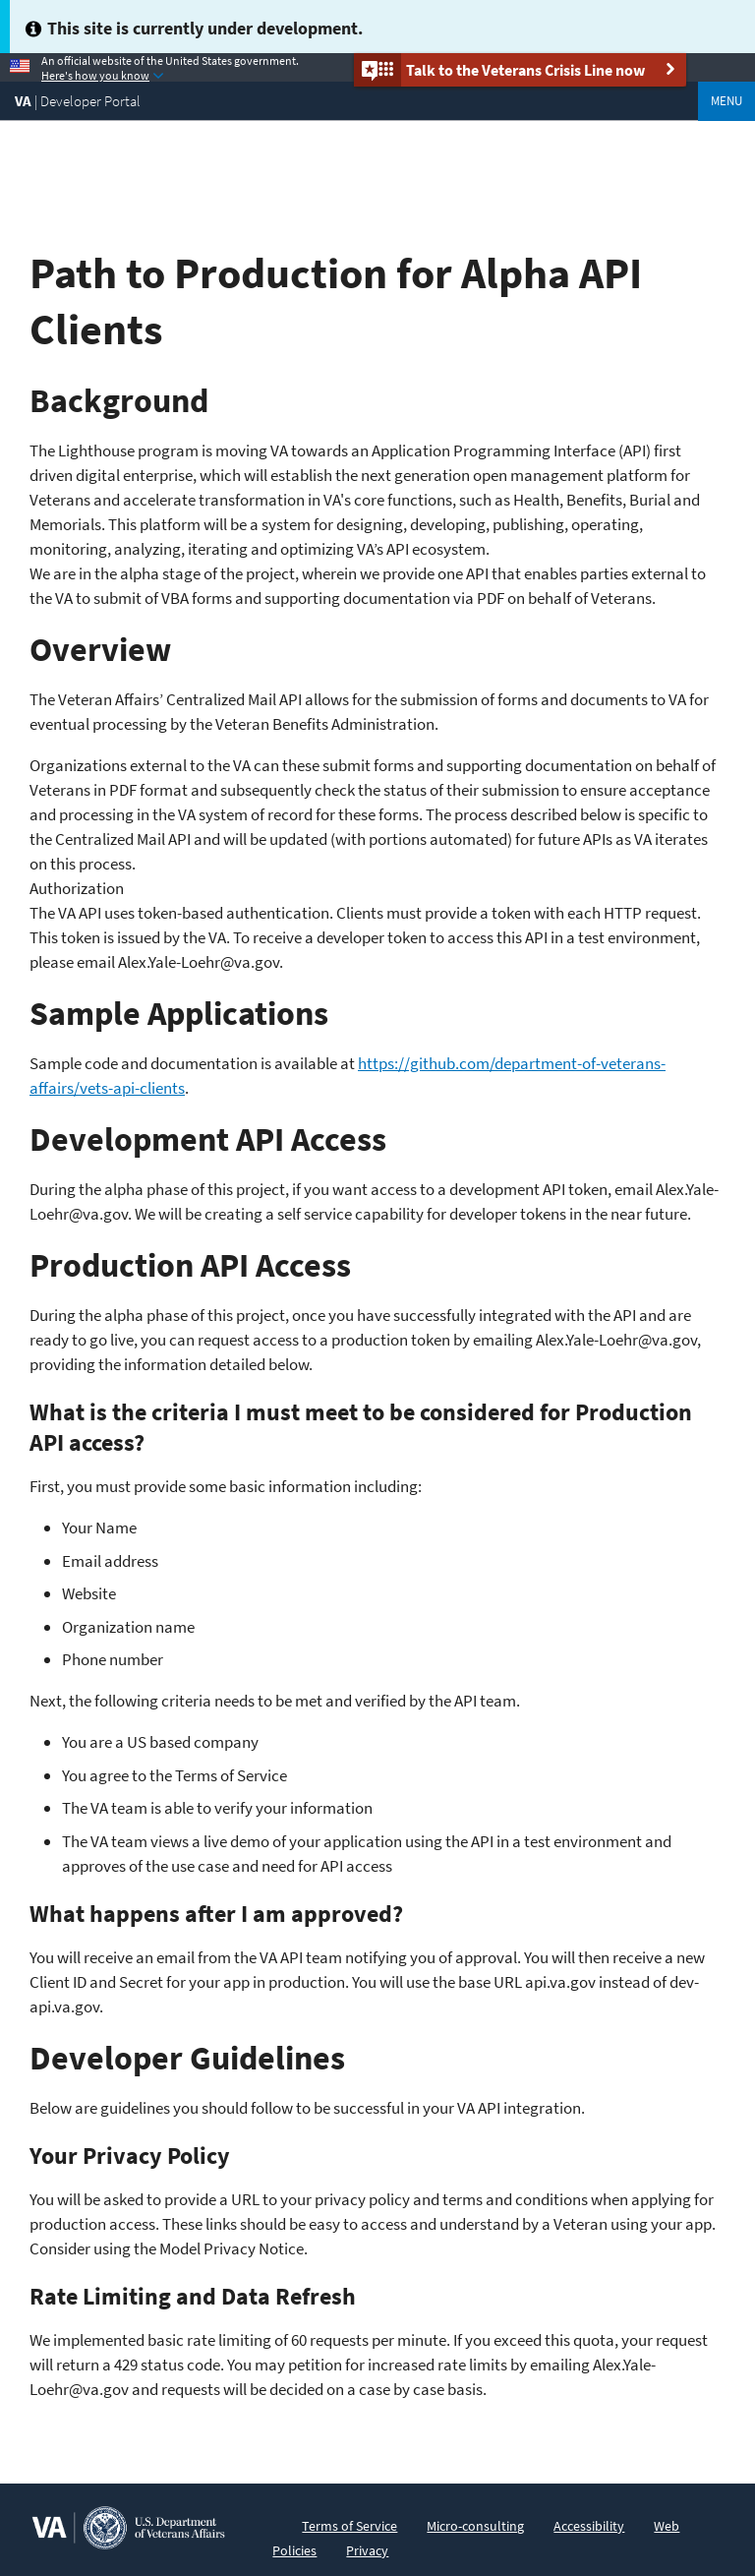 This site is currently under development.
An official website of the United States government.
Here's how you know
Talk to the Veterans Crisis Line now
VA | Developer Portal
MENU
Path to Production for Alpha API
Clients
Background
The Lighthouse program is moving VA towards an Application Programming Interface (API) first
driven digital enterprise, which will establish the next generation open management platform for
Veterans and accelerate transformation in VA's core functions, such as Health, Benefits, Burial and
Memorials. This platform will be a system for designing, developing, publishing, operating,
monitoring, analyzing, iterating and optimizing VA’s API ecosystem.
We are in the alpha stage of the project, wherein we provide one API that enables parties external to
the VA to submit of VBA forms and supporting documentation via PDF on behalf of Veterans.
Overview
The Veteran Affairs’ Centralized Mail API allows for the submission of forms and documents to VA for
eventual processing by the Veteran Benefits Administration.
Organizations external to the VA can these submit forms and supporting documentation on behalf of
Veterans in PDF format and subsequently check the status of their submission to ensure acceptance
and processing in the VA system of record for these forms. The process described below is specific to
the Centralized Mail API and will be updated (with portions automated) for future APIs as VA iterates
on this process.
Authorization
The VA API uses token-based authentication. Clients must provide a token with each HTTP request.
This token is issued by the VA. To receive a developer token to access this API in a test environment,
please email Alex.Yale-Loehr@va.gov.
Sample Applications
Sample code and documentation is available at https://github.com/department-of-veterans-
affairs/vets-api-clients.
Development API Access
During the alpha phase of this project, if you want access to a development API token, email Alex.Yale-
Loehr@va.gov. We will be creating a self service capability for developer tokens in the near future.
Production API Access
During the alpha phase of this project, once you have successfully integrated with the API and are
ready to go live, you can request access to a production token by emailing Alex.Yale-Loehr@va.gov,
providing the information detailed below.
What is the criteria I must meet to be considered for Production
API access?
First, you must provide some basic information including:
Your Name
Email address
Website
Organization name
Phone number
Next, the following criteria needs to be met and verified by the API team.
You are a US based company
You agree to the Terms of Service
The VA team is able to verify your information
The VA team views a live demo of your application using the API in a test environment and
approves of the use case and need for API access
What happens after I am approved?
You will receive an email from the VA API team notifying you of approval. You will then receive a new
Client ID and Secret for your app in production. You will use the base URL api.va.gov instead of dev-
api.va.gov.
Developer Guidelines
Below are guidelines you should follow to be successful in your VA API integration.
Your Privacy Policy
You will be asked to provide a URL to your privacy policy and terms and conditions when applying for
production access. These links should be easy to access and understand by a Veteran using your app.
Consider using the Model Privacy Notice.
Rate Limiting and Data Refresh
We implemented basic rate limiting of 60 requests per minute. If you exceed this quota, your request
will return a 429 status code. You may petition for increased rate limits by emailing Alex.Yale-
Loehr@va.gov and requests will be decided on a case by case basis.
VA
U.S. Department
of Veterans Affairs
Terms of Service Micro-consulting Accessibility Web
Policies Privacy